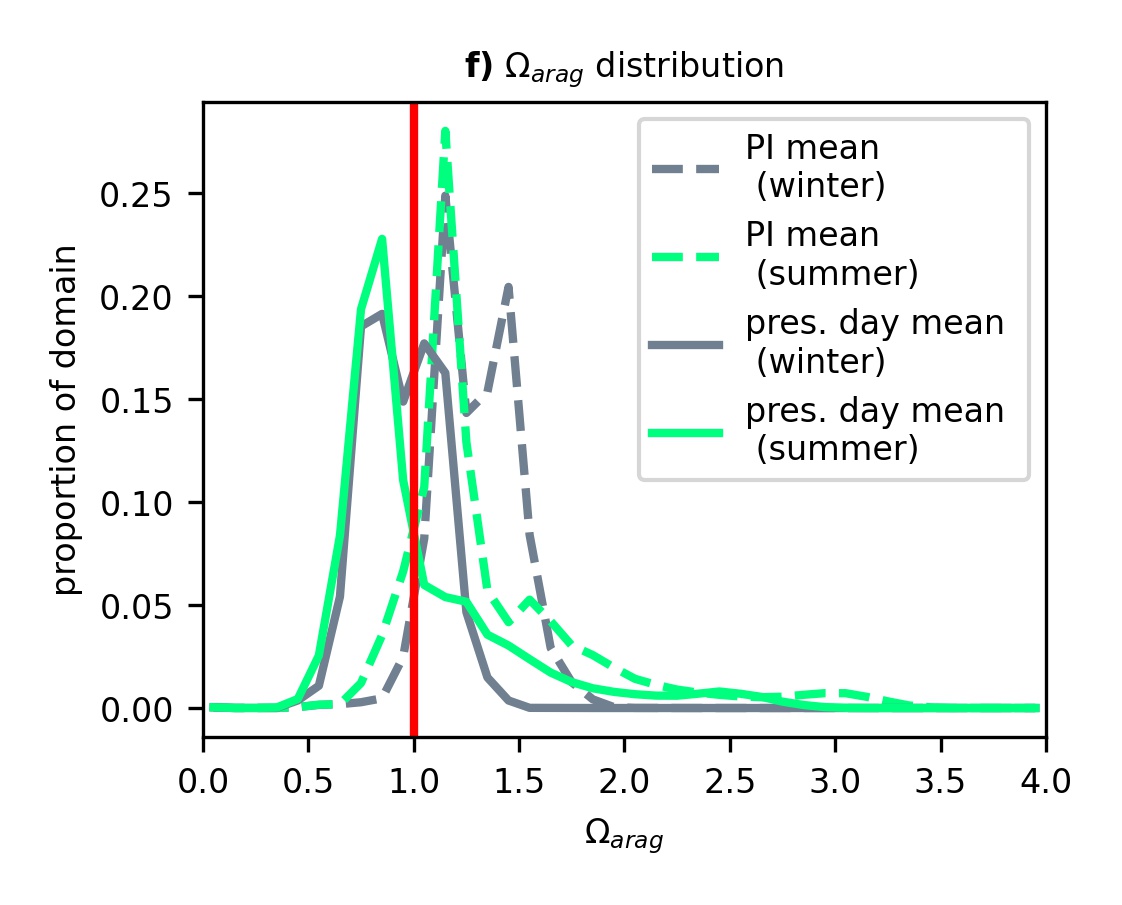 f) Ωarag distribution
PI mean
(winter)
PI mean
(summer)
pres. day mean
(winter)
pres. day mean
(summer)
proportion of domain
0.25
0.20
0.15
0.10
0.05
0.00
0.0 0.5 1.0 1.5 2.0 2.5 3.0 3.5 4.0
Ωarag